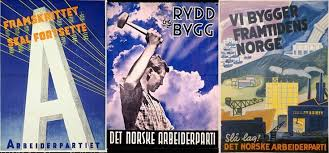 FRAMSKRITTET
SKAL FORTSETTE
A
ARBEIDERPARTIET
RYDD
OG
BYGG
DET NORSKE ARBEIDERPARTI
VI BYGGER
FRAMTIDENS
NORGE
Slå lag!
DET NORSKE ARBEIDERPARTI